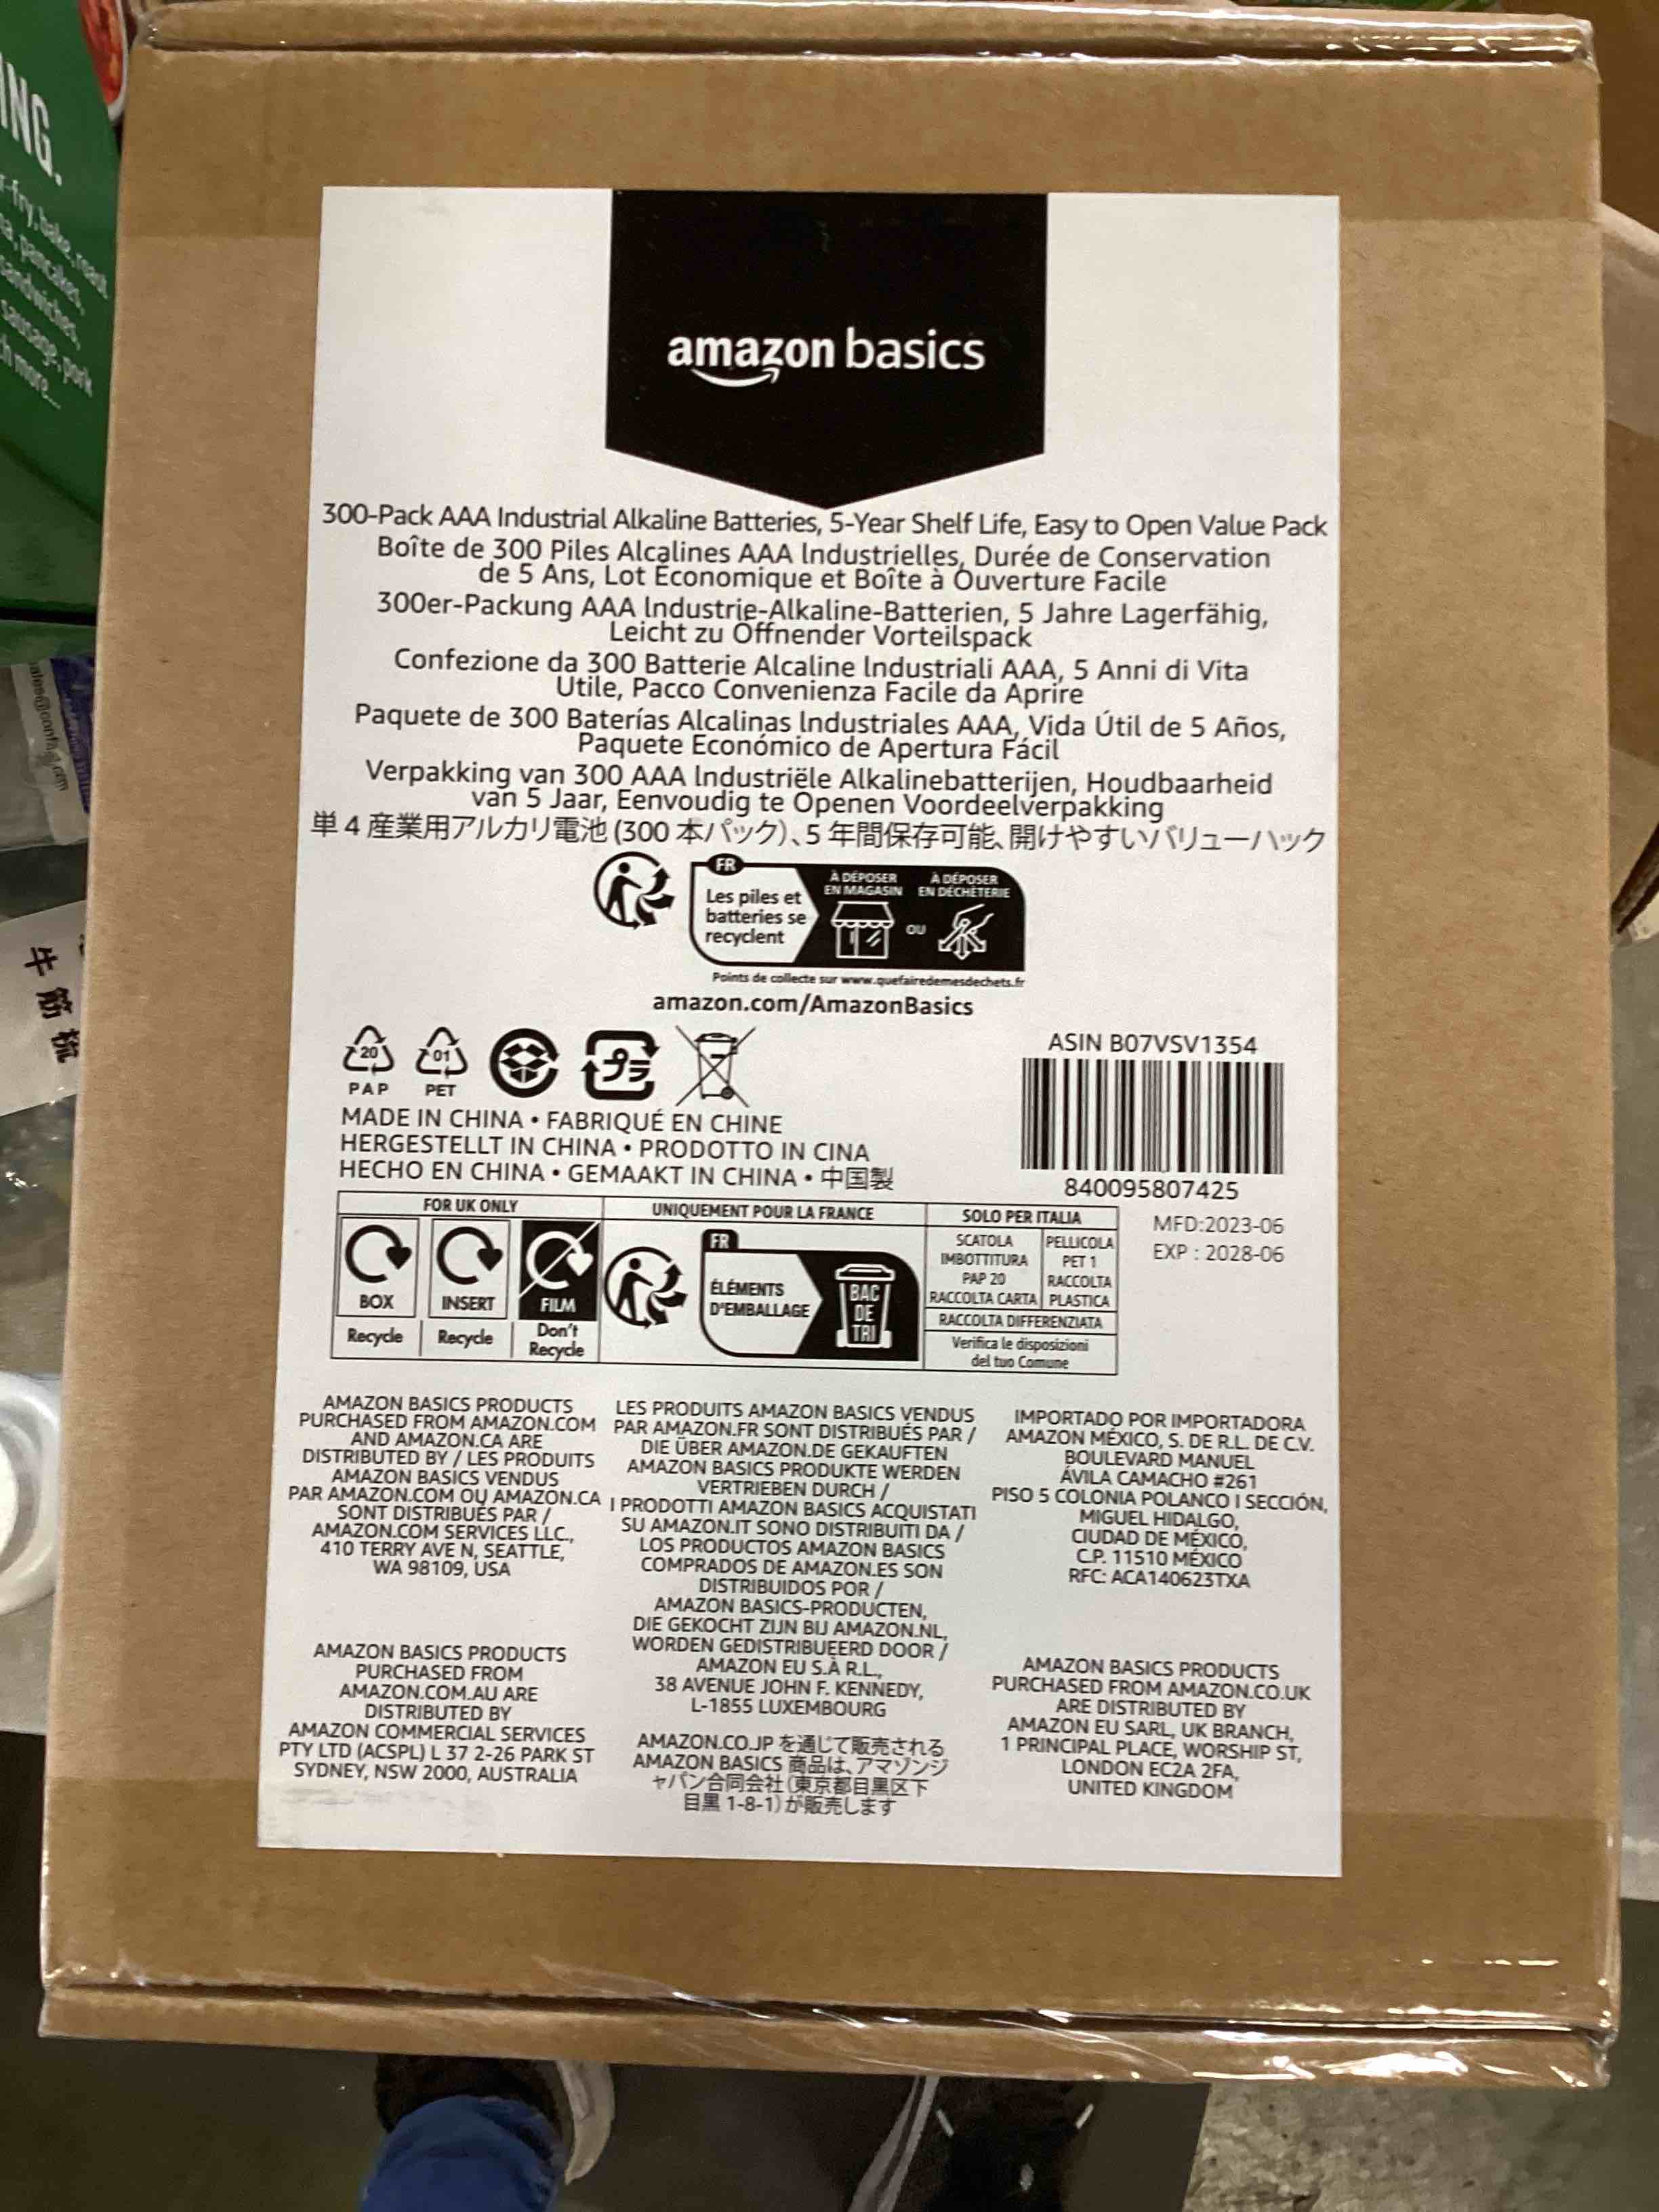 ING.
amazon basics
300-Pack AAA Industrial Alkaline Batteries, 5-Year Shelf Life, Easy to Open Value Pack
Boîte de 300 Piles Alcalines AAA Industrielles, Durée de Conservation
de 5 Ans, Lot Économique et Boîte à Ouverture Facile
300er-Packung AAA Industrie-Alkaline-Batterien, 5 Jahre Lagerfähig,
Leicht zu Öffnender Vorteilspack
Confezione da 300 Batterie Alcaline Industriali AAA, 5 Anni di Vita
Utile, Pacco Convenienza Facile da Aprire
Paquete de 300 Baterías Alcalinas Industriales AAA, Vida Útil de 5 Años,
Paquete Económico de Apertura Fácil
Verpakking van 300 AAA Industriële Alkalinebatterijen, Houdbaarheid
van 5 Jaar, Eenvoudig te Openen Voordeelverpakking
単4産業用アルカリ電池(300本パック)、5年間保存可能、開けやすいバリューハック
FR
Les piles et
batteries se
recyclent
À DÉPOSER
EN MAGASIN
OU
À DÉPOSER
EN DÉCHÈTERIE
Points de collecte sur www.quefairedemesdechets.fr
amazon.com/AmazonBasics
20
PAP
01
PET
プラ
ASIN B07VSV1354
840095807425
MADE IN CHINA • FABRIQUÉ EN CHINE
HERGESTELLT IN CHINA • PRODOTTO IN CINA
HECHO EN CHINA • GEMAAKT IN CHINA • 中国製
MFD:2023-06
EXP : 2028-06
FOR UK ONLY
BOX
Recycle
INSERT
Recycle
FILM
Don't
Recycle
UNIQUEMENT POUR LA FRANCE
FR
ÉLÉMENTS
D'EMBALLAGE
BAC
DE
TRI
SOLO PER ITALIA
SCATOLA
IMBOTTITURA
PAP 20
RACCOLTA CARTA
PELLICOLA
PET 1
RACCOLTA
PLASTICA
RACCOLTA DIFFERENZIATA
Verifica le disposizioni
del tuo Comune
AMAZON BASICS PRODUCTS
PURCHASED FROM AMAZON.COM
AND AMAZON.CA ARE
DISTRIBUTED BY / LES PRODUITS
AMAZON BASICS VENDUS
PAR AMAZON.COM OU AMAZON.CA
SONT DISTRIBUÉS PAR /
AMAZON.COM SERVICES LLC.,
410 TERRY AVE N, SEATTLE,
WA 98109, USA
LES PRODUITS AMAZON BASICS VENDUS
PAR AMAZON.FR SONT DISTRIBUÉS PAR /
DIE ÜBER AMAZON.DE GEKAUFTEN
AMAZON BASICS PRODUKTE WERDEN
VERTRIEBEN DURCH /
I PRODOTTI AMAZON BASICS ACQUISTATI
SU AMAZON.IT SONO DISTRIBUITI DA /
LOS PRODUCTOS AMAZON BASICS
COMPRADOS DE AMAZON.ES SON
DISTRIBUIDOS POR /
AMAZON BASICS-PRODUCTEN,
DIE GEKOCHT ZIJN BIJ AMAZON.NL,
WORDEN GEDISTRIBUEERD DOOR /
AMAZON EU S.À R.L.,
38 AVENUE JOHN F. KENNEDY,
L-1855 LUXEMBOURG
IMPORTADO POR IMPORTADORA
AMAZON MÉXICO, S. DE R.L. DE C.V.
BOULEVARD MANUEL
ÁVILA CAMACHO #261
PISO 5 COLONIA POLANCO I SECCIÓN,
MIGUEL HIDALGO,
CIUDAD DE MÉXICO,
C.P. 11510 MÉXICO
RFC: ACA140623TXA
AMAZON BASICS PRODUCTS
PURCHASED FROM
AMAZON.COM.AU ARE
DISTRIBUTED BY
AMAZON COMMERCIAL SERVICES
PTY LTD (ACSPL) L 37 2-26 PARK ST
SYDNEY, NSW 2000, AUSTRALIA
AMAZON.CO.JP を通じて販売される
AMAZON BASICS 商品は、アマゾンジ
ャパン合同会社(東京都目黒区下
目黒 1-8-1)が販売します
AMAZON BASICS PRODUCTS
PURCHASED FROM AMAZON.CO.UK
ARE DISTRIBUTED BY
AMAZON EU SARL, UK BRANCH,
1 PRINCIPAL PLACE, WORSHIP ST,
LONDON EC2A 2FA,
UNITED KINGDOM
-fry, bake, roast
pancakes,
sandwiches,
sausage, pork
more...
牛筋梳